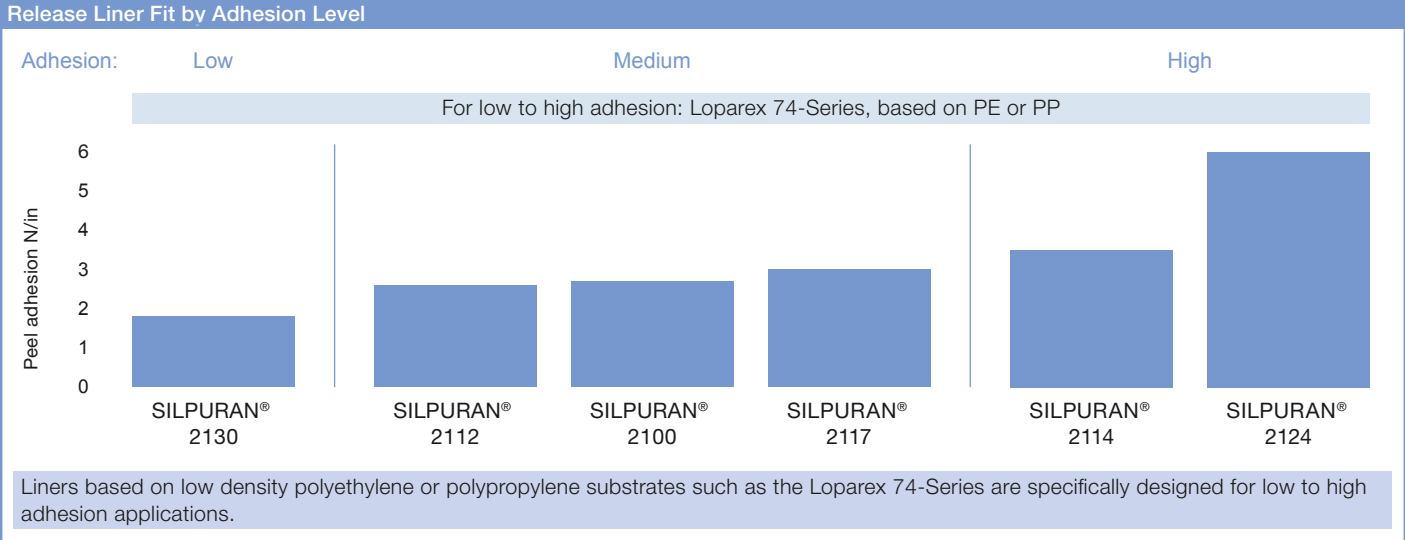 Release Liner Fit by Adhesion Level
Adhesion: Low Medium High
For low to high adhesion: Loparex 74-Series, based on PE or PP
Peel adhesion N/in
6
5
4
3
2
1
0
SILPURAN® 2130
SILPURAN® 2112
SILPURAN® 2100
SILPURAN® 2117
SILPURAN® 2114
SILPURAN® 2124
Liners based on low density polyethylene or polypropylene substrates such as the Loparex 74-Series are specifically designed for low to high
adhesion applications.